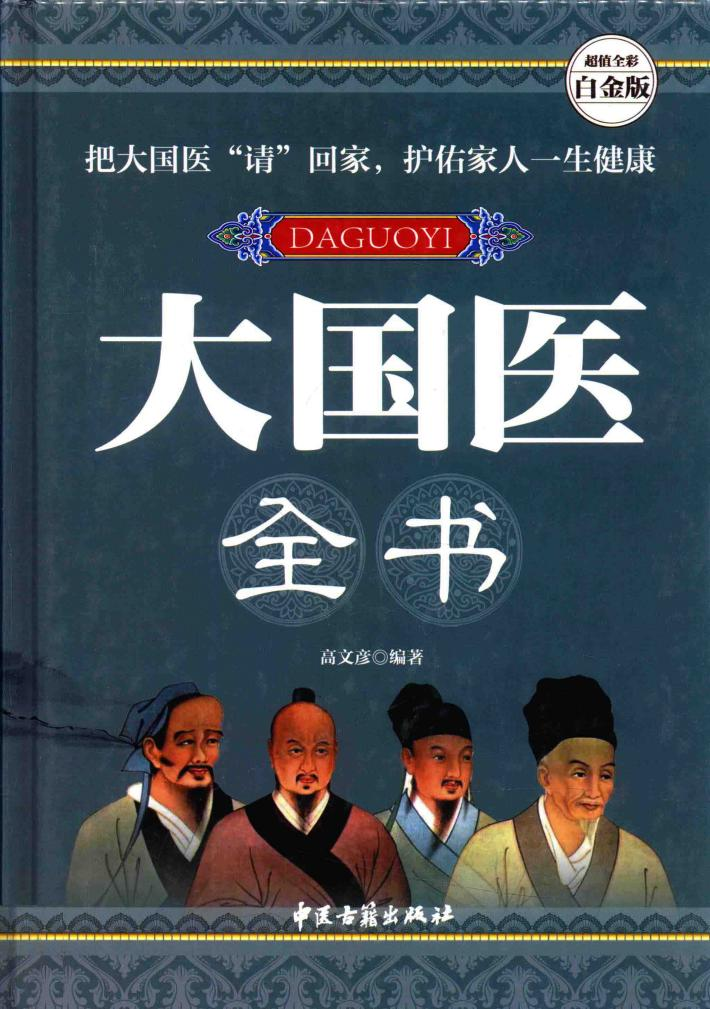 超值全彩
白金版
把大国医“请”回家，护佑家人一生健康
DAGUOYI
大国医
全书
高文彦◎编著
中医古籍出版社